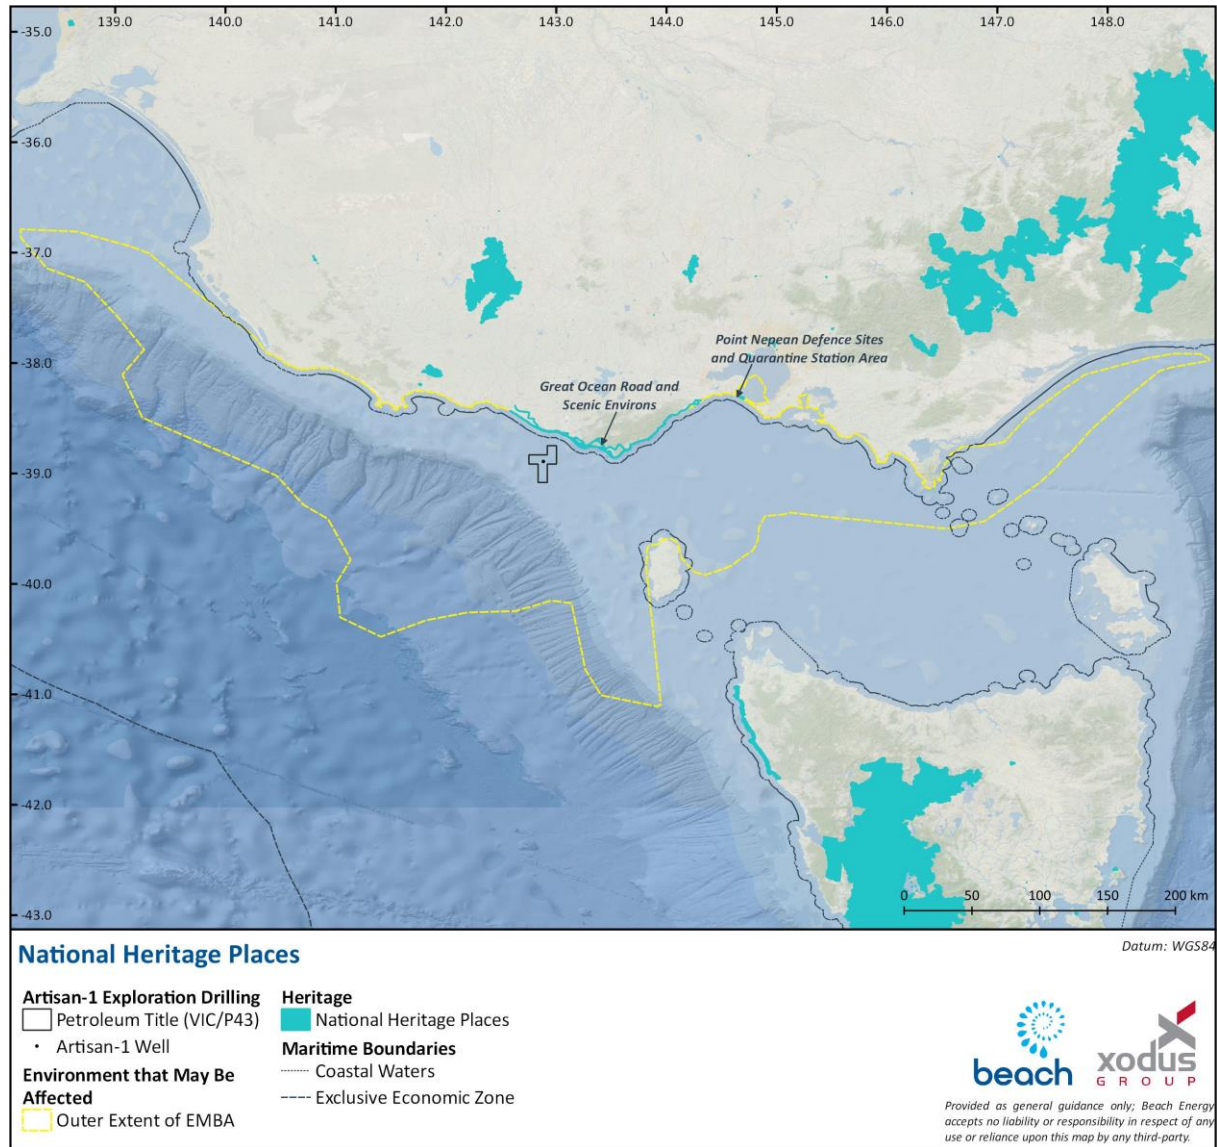 139.0 140.0 141.0 142.0 143.0 144.0 145.0 146.0 147.0 148.0
-35.0
-36.0
-37.0
-38.0
-39.0
-40.0
-41.0
-42.0
-43.0
Point Nepean Defence Sites
and Quarantine Station Area
Great Ocean Road and
Scenic Environs
0 50 100 150 200 km
National Heritage Places
Datum: WGS84
Artisan-1 Exploration Drilling
Petroleum Title (VIC/P43)
Artisan-1 Well
Environment that May Be
Affected
Outer Extent of EMBA
Heritage
National Heritage Places
Maritime Boundaries
Coastal Waters
Exclusive Economic Zone
beach
xodus
GROUP
Provided as general guidance only; Beach Energy
accepts no liability or responsibility in respect of any
use or reliance upon this map by any third-party.